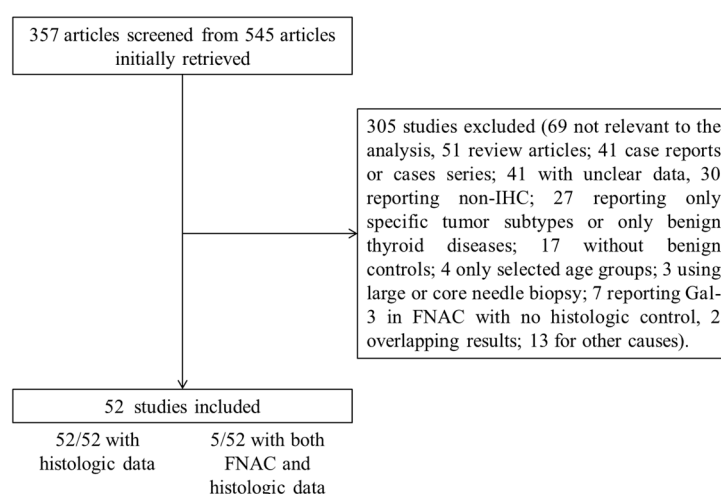 357 articles screened from 545 articles
initially retrieved
305 studies excluded (69 not relevant to the
analysis, 51 review articles; 41 case reports
or cases series; 41 with unclear data, 30
reporting non-IHC; 27 reporting only
specific tumor subtypes or only benign
thyroid diseases; 17 without benign
controls; 4 only selected age groups; 3 using
large or core needle biopsy; 7 reporting Gal-
3 in FNAC with no histologic control, 2
overlapping results; 13 for other causes).
52 studies included
52/52 with
histologic data
5/52 with both
FNAC and
histologic data